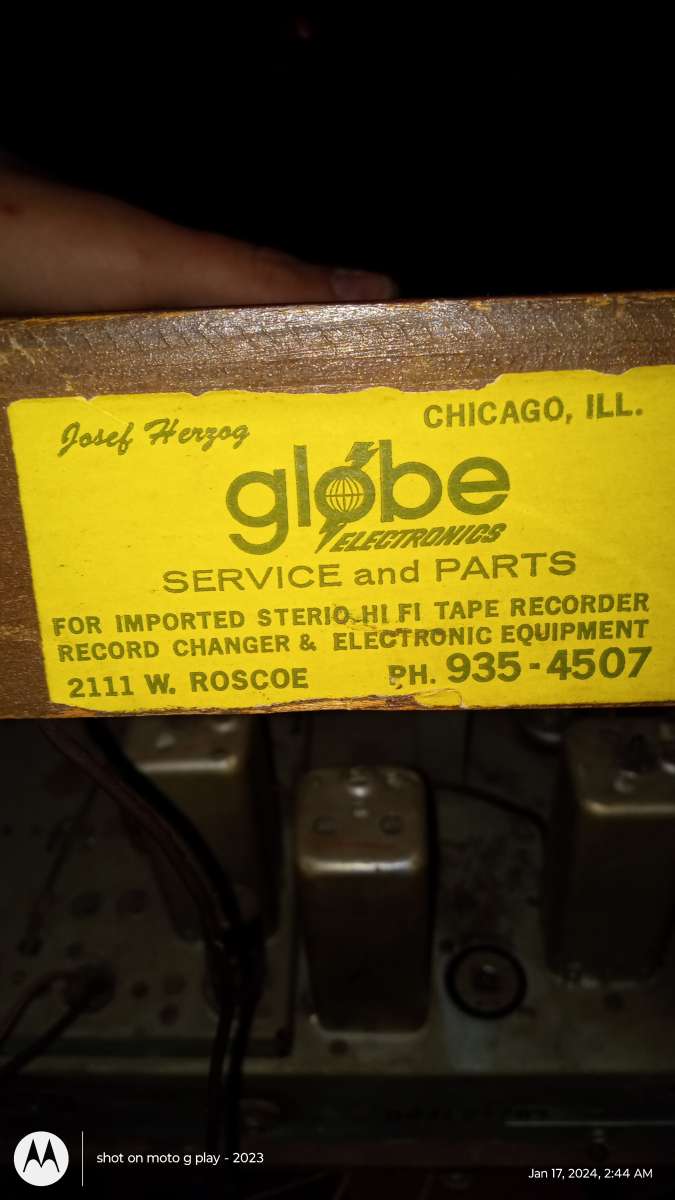 Josef Herzog
CHICAGO, ILL.
globe
ELECTRONICS
SERVICE and PARTS
FOR IMPORTED STERIO HI FI TAPE RECORDER
RECORD CHANGER & ELECTRONIC EQUIPMENT
2111 W. ROSCOE PH. 935-4507
shot on moto g play - 2023
Jan 17, 2024, 2:44 AM